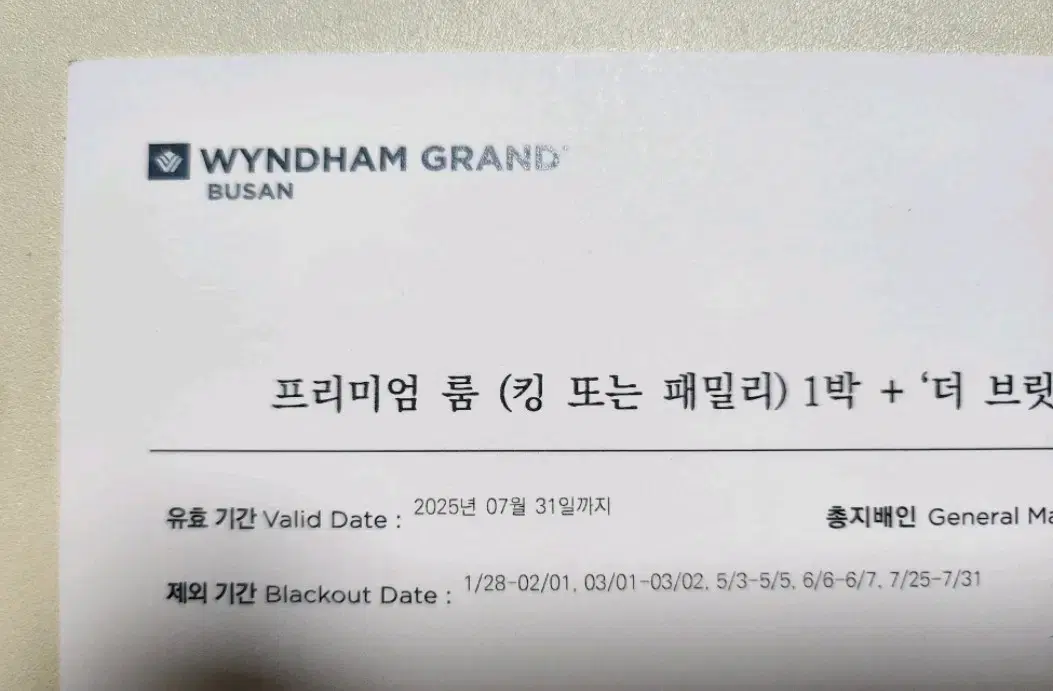 WYNDHAM GRAND
BUSAN
프리미엄 룸 (킹 또는 패밀리) 1박 + ‘더 브릿
유효 기간 Valid Date : 2025년 07월 31일까지
총지배인 General Ma
제외 기간 Blackout Date : 1/28-02/01, 03/01-03/02, 5/3-5/5, 6/6-6/7, 7/25-7/31